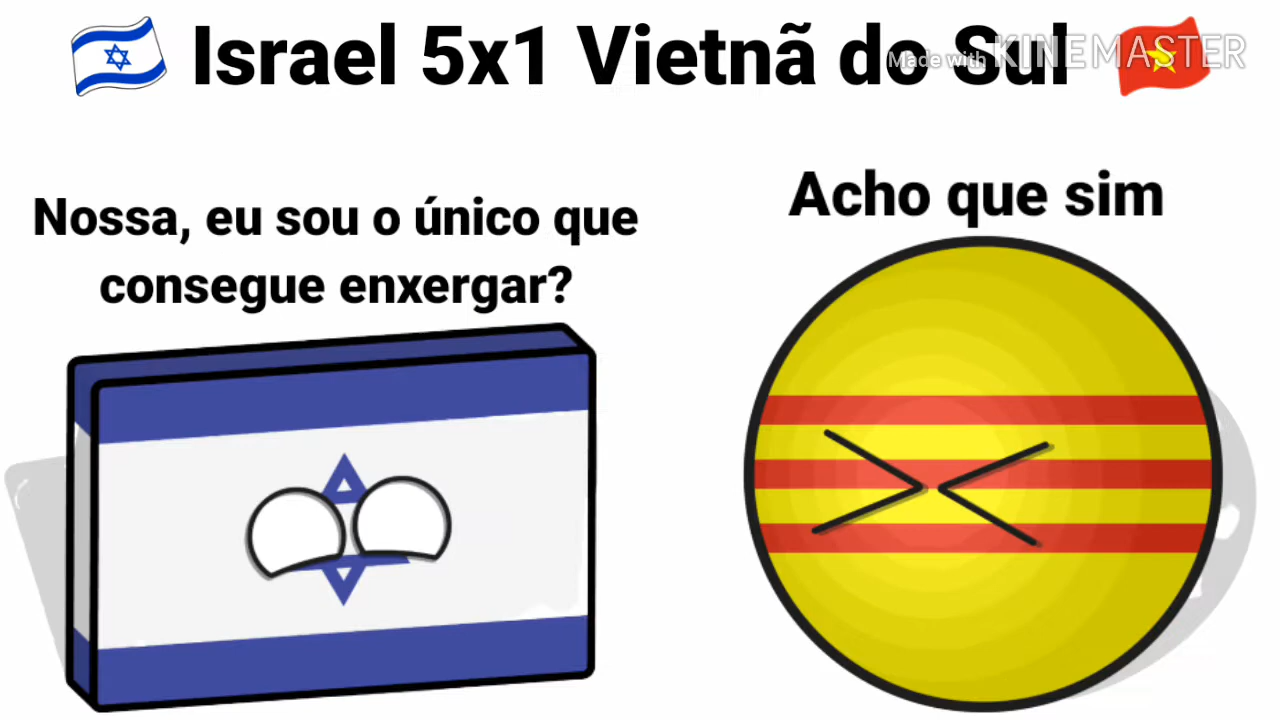 Israel 5x1 Vietnã do Sul
Made with KINEMASTER
Nossa, eu sou o único que
consegue enxergar?
Acho que sim